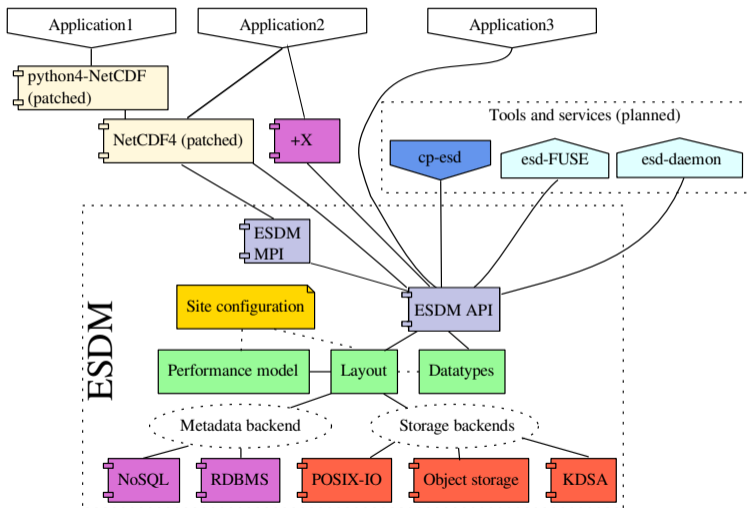 Application1
Application2
Application3
python4-NetCDF
(patched)
Tools and services (planned)
NetCDF4 (patched)
+X
cp-esd
esd-FUSE
esd-daemon
ESDM
MPI
ESDM
Site configuration
ESDM API
Performance model
Layout
Datatypes
Metadata backend
Storage backends
NoSQL
RDBMS
POSIX-IO
Object storage
KDSA